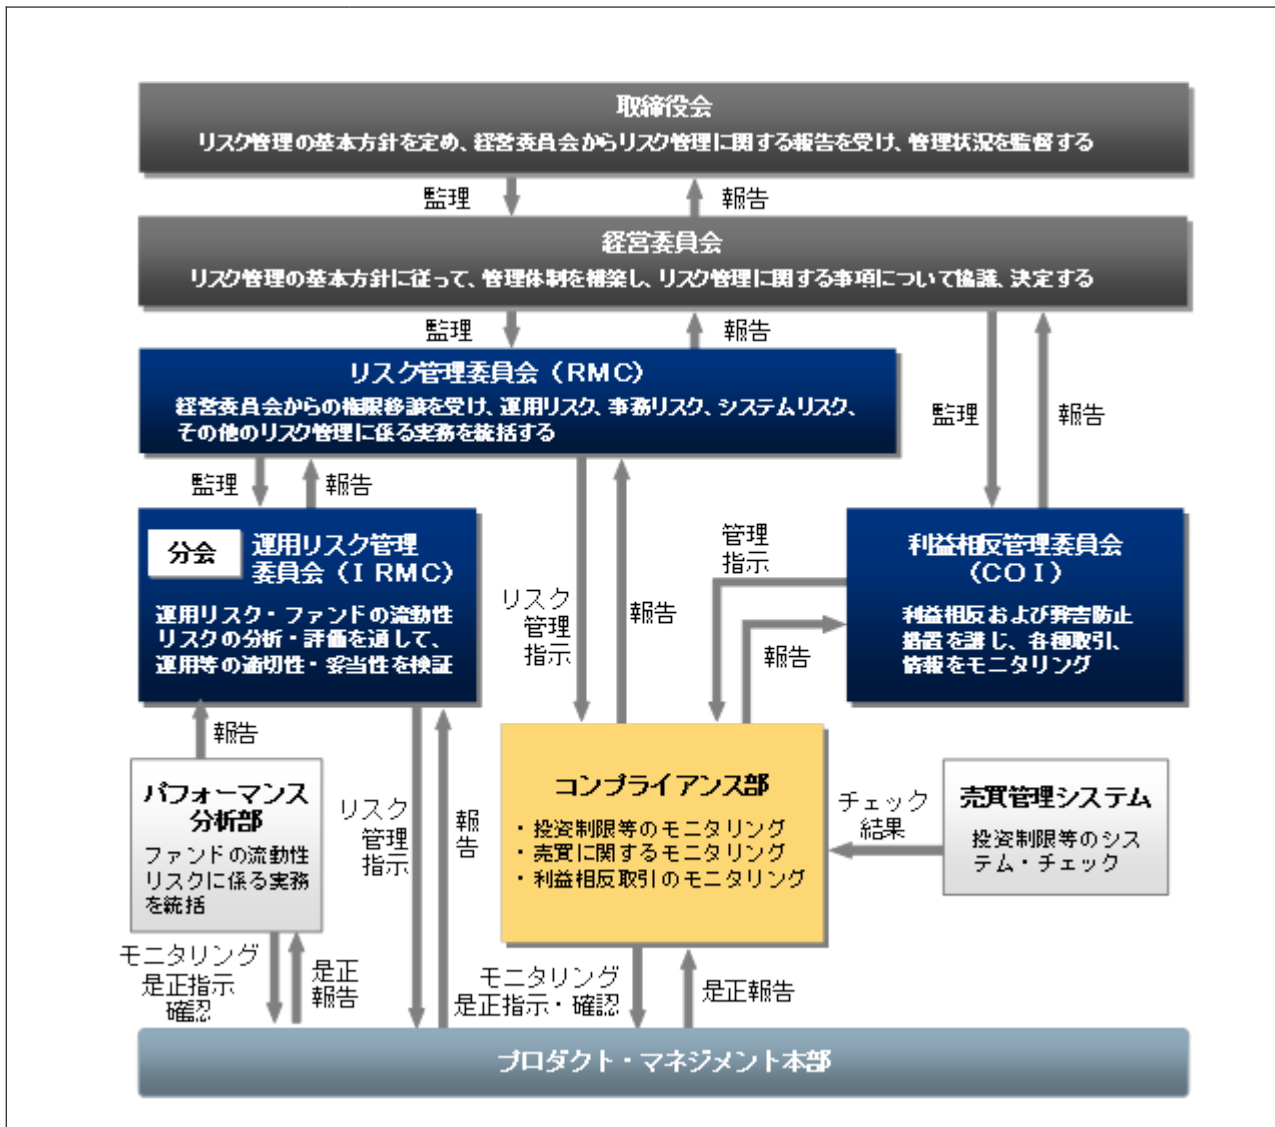 取締役会
リスク管理の基本方針を定め、経営委員会からリスク管理に関する報告を受け、管理状況を監督する
監理
報告
経営委員会
リスク管理の基本方針に従って、管理体制を構築し、リスク管理に関する事項について協議、決定する
監理
報告
リスク管理委員会（ＲＭＣ）
経営委員会からの権限移譲を受け、運用リスク、事務リスク、システムリスク、
その他のリスク管理に係る実務を統括する
監理
報告
監理
報告
分会
運用リスク管理
委員会（ＩＲＭＣ）
運用リスク・ファンドの流動性
リスクの分析・評価を通して、
運用等の適切性・妥当性を検証
リスク
管理
指示
報告
管理
指示
報告
利益相反管理委員会
（ＣＯＩ）
利益相反および弊害防止
措置を講じ、各種取引、
情報をモニタリング
報告
パフォーマンス
分析部
ファンドの流動性
リスクに係る実務
を統括
リスク
管理
指示
報告
コンプライアンス部
・投資制限等のモニタリング
・売買に関するモニタリング
・利益相反取引のモニタリング
チェック
結果
売買管理システム
投資制限等のシス
テム・チェック
モニタリング
是正指示
確認
是正
報告
モニタリング
是正指示・確認
是正報告
プロダクト・マネジメント本部